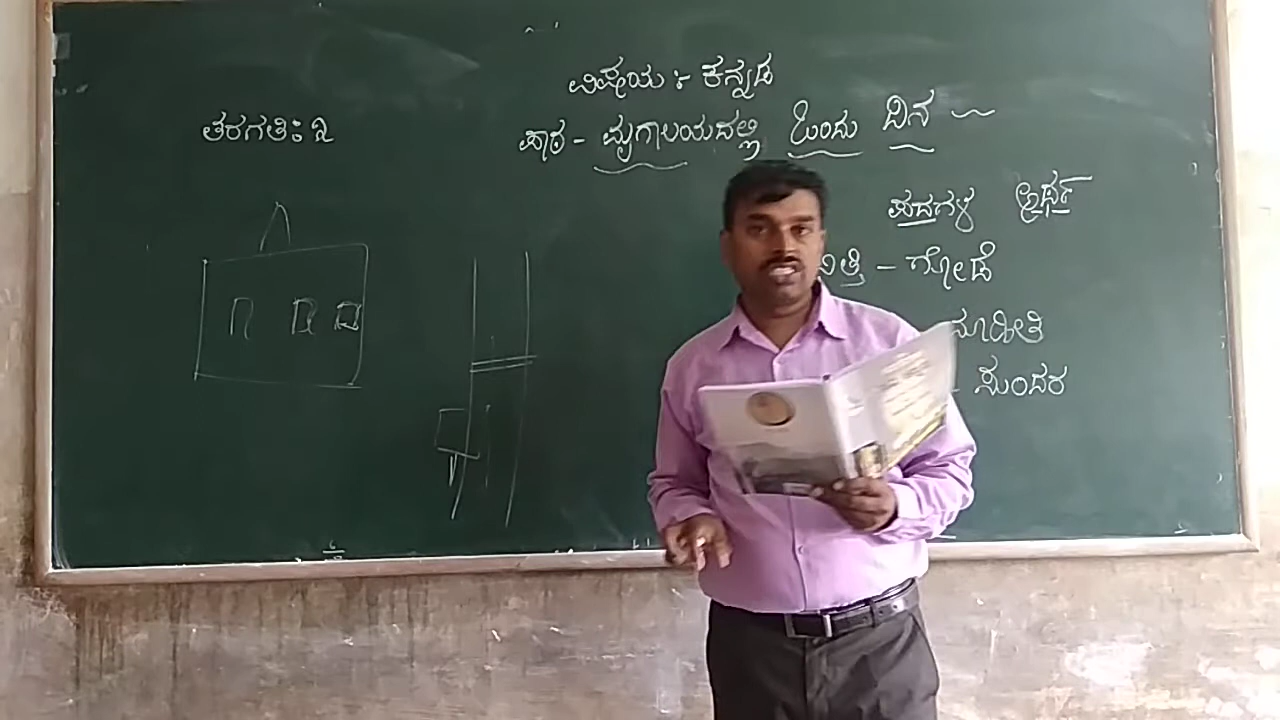 ವಿಷಯ :- ಕನ್ನಡ
ತರಗತಿ: ೩
ಪಾಠ - ಮೃಗಾಲಯದಲ್ಲಿ ಒಂದು ದಿನ
ಪದಗಳ ಅರ್ಥ
ಗೋಡೆ
ಮಾಹಿತಿ
ಸುಂದರ